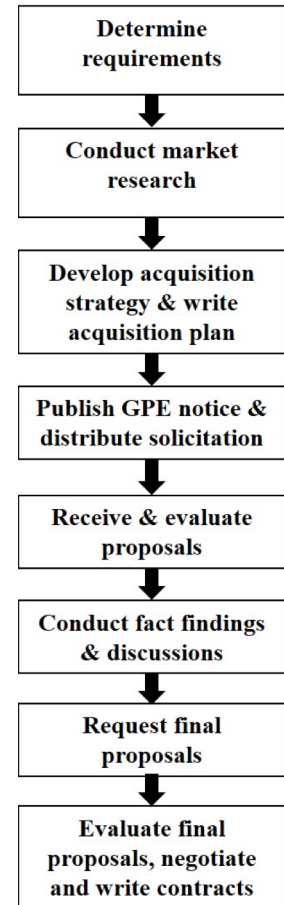 Determine
requirements
Conduct market
research
Develop acquisition
strategy & write
acquisition plan
Publish GPE notice &
distribute solicitation
Receive & evaluate
proposals
Conduct fact findings
& discussions
Request final
proposals
Evaluate final
proposals, negotiate
and write contracts